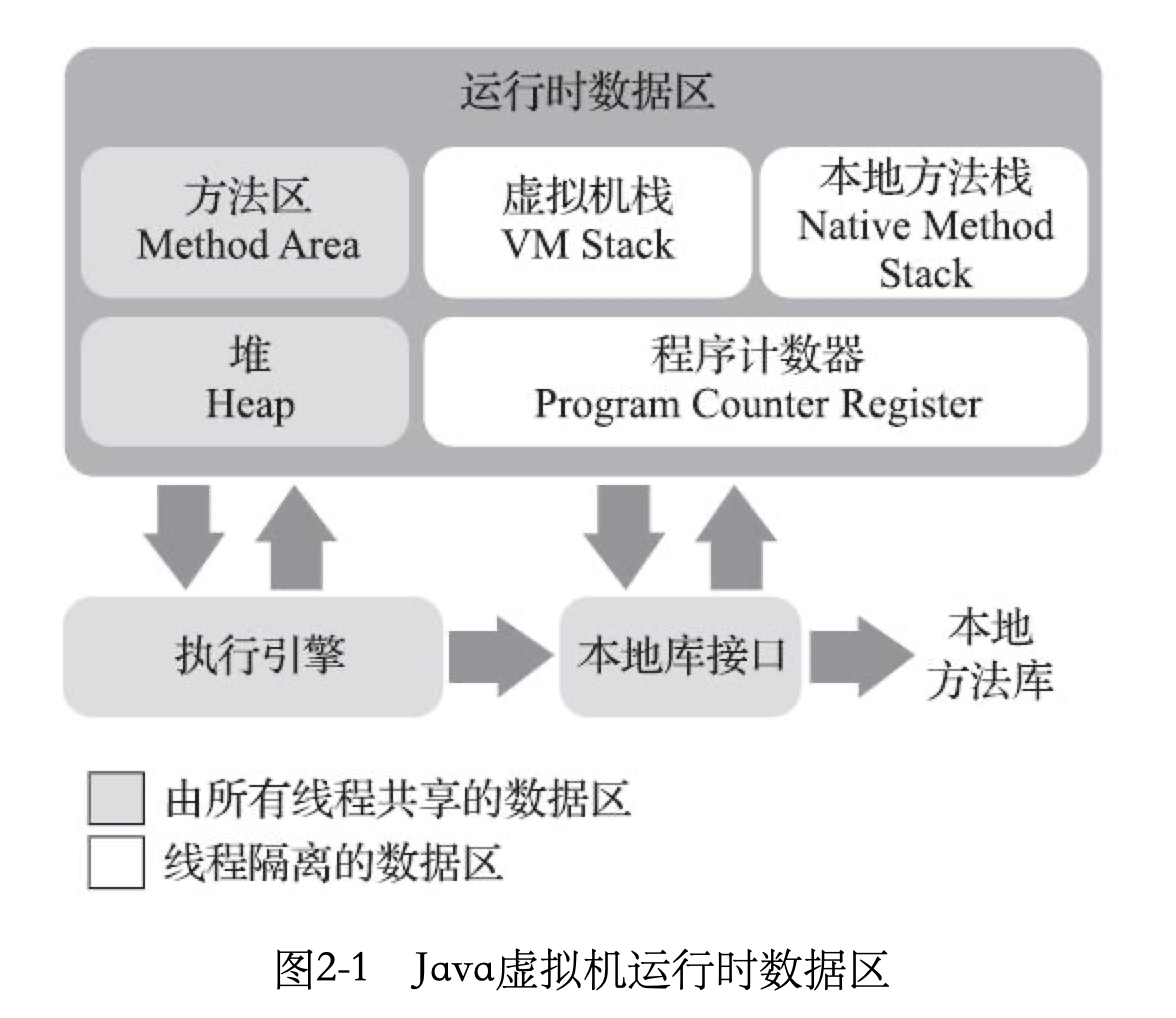 运行时数据区
方法区
Method Area
虚拟机栈
VM Stack
本地方法栈
Native Method
Stack
堆
Heap
程序计数器
Program Counter Register
执行引擎
本地库接口
本地
方法库
由所有线程共享的数据区
线程隔离的数据区
图2-1 Java虚拟机运行时数据区